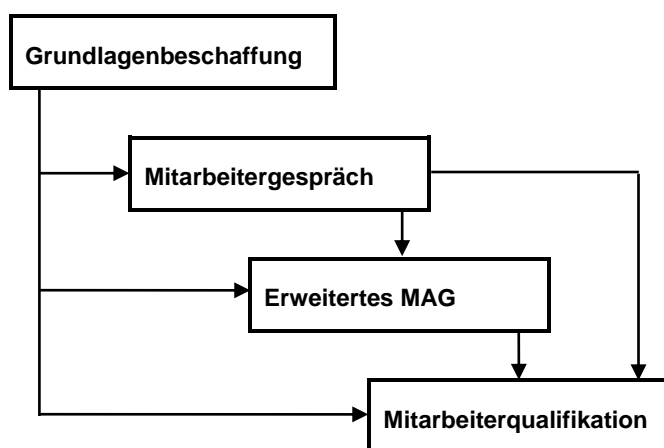 Grundlagenbeschaffung
Mitarbeitergespräch
Erweitertes MAG
Mitarbeiterqualifikation